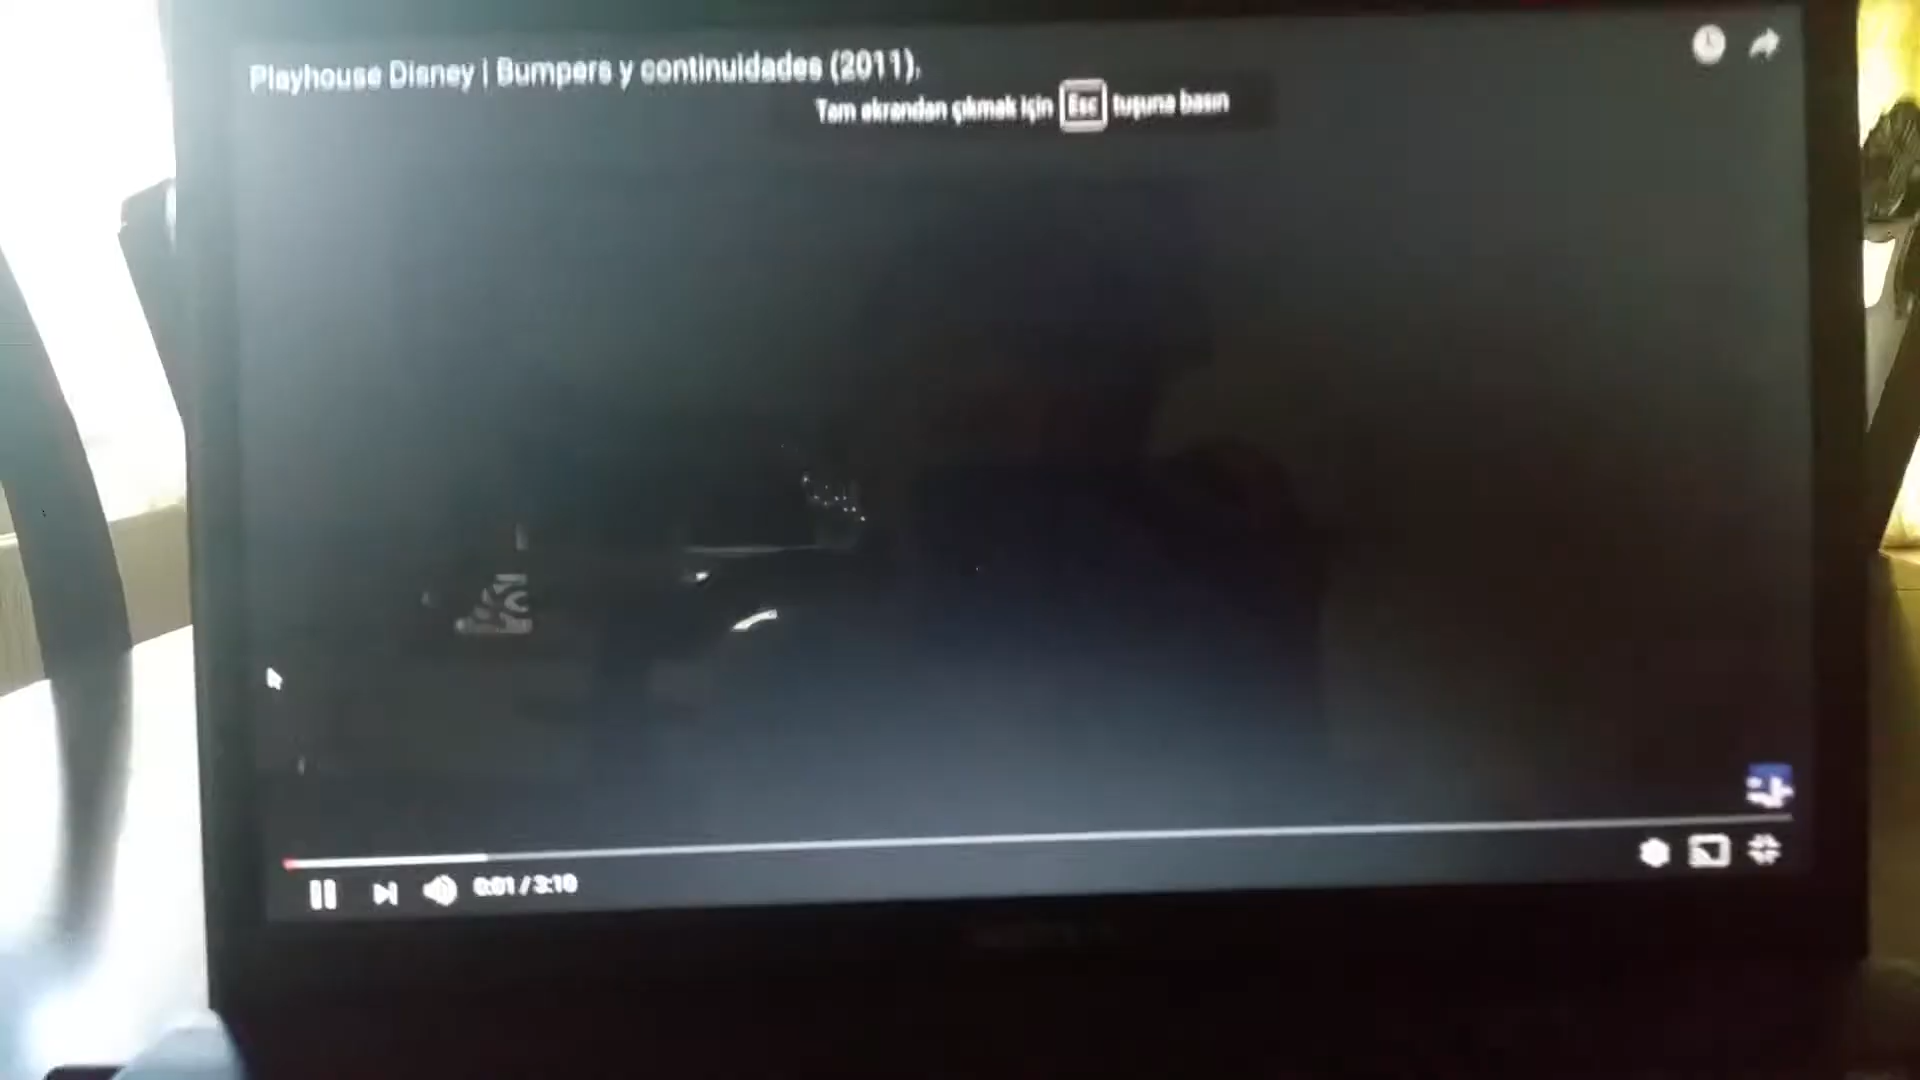 Playhouse Disney | Bumpers y continuidades (2011).
Tam ekrandan çıkmak için Esc tuşuna basın
0:01 / 3:10